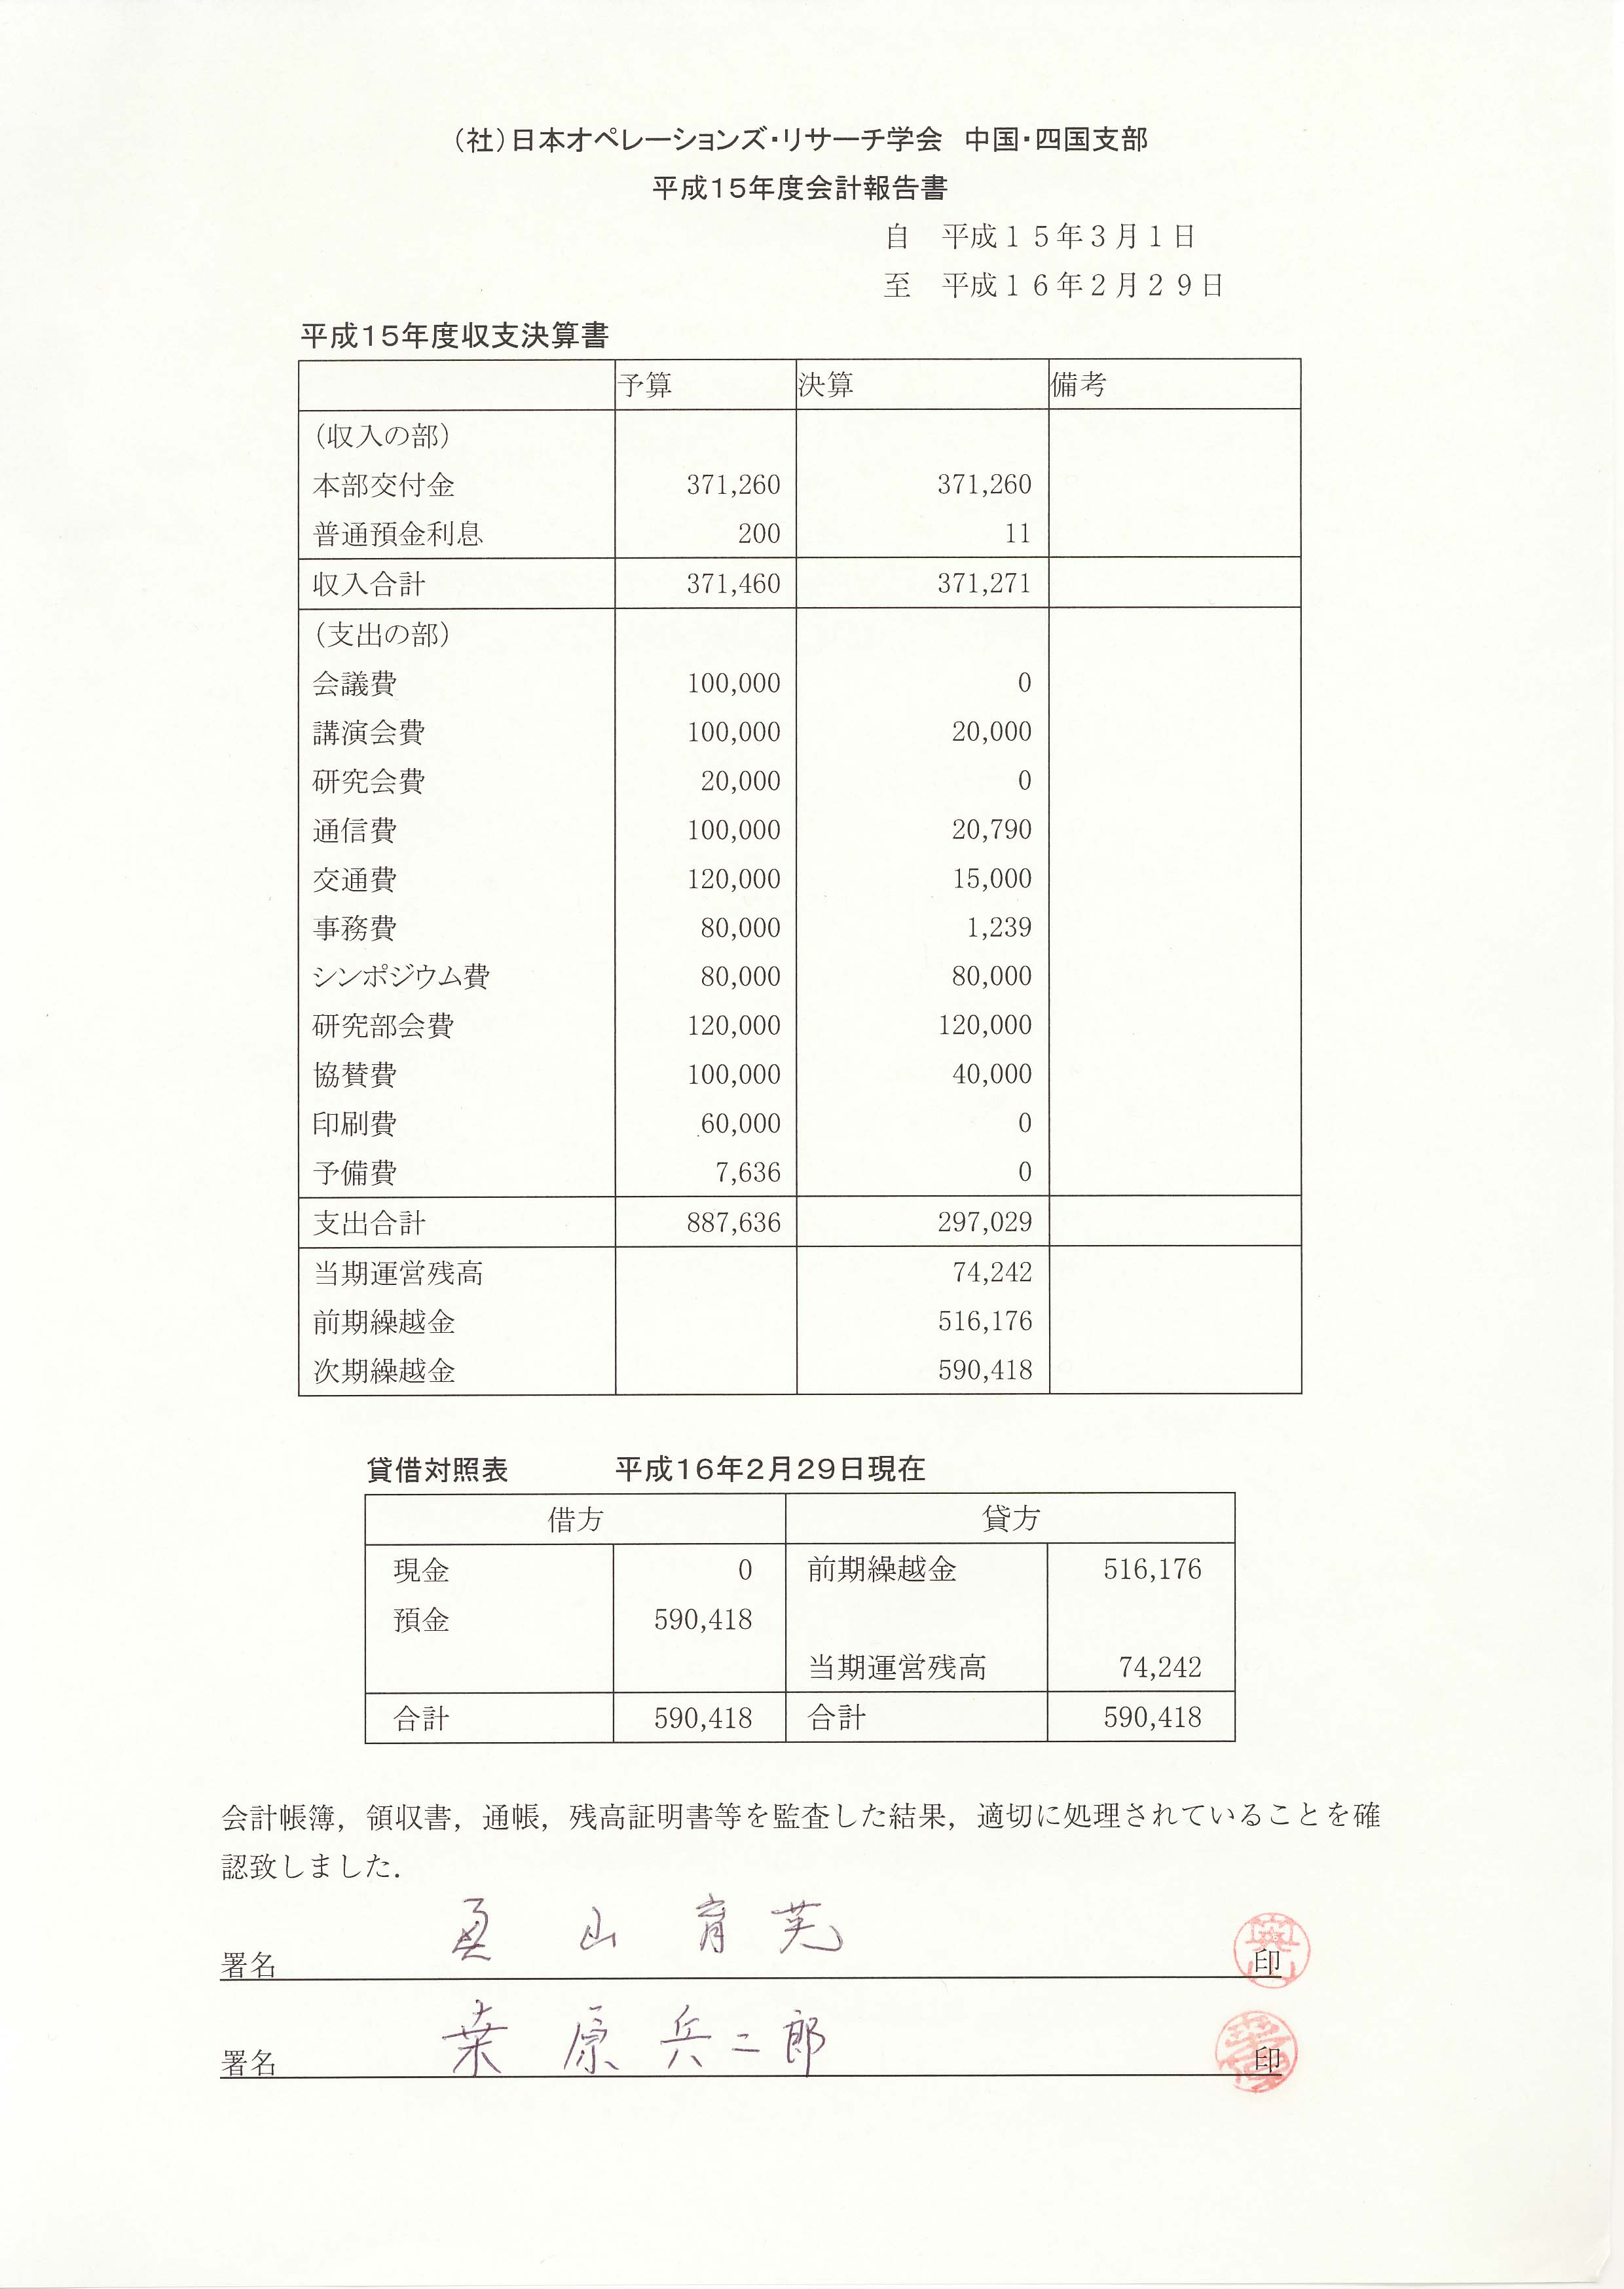 （社）日本オペレーションズ・リサーチ学会　中国・四国支部
平成15年度会計報告書
自　平成１５年３月１日
至　平成１６年２月２９日
平成15年度収支決算書
予算 決算 備考
（収入の部）
本部交付金 371,260 371,260
普通預金利息 200 11
収入合計 371,460 371,271
（支出の部）
会議費 100,000 0
講演会費 100,000 20,000
研究会費 20,000 0
通信費 100,000 20,790
交通費 120,000 15,000
事務費 80,000 1,239
シンポジウム費 80,000 80,000
研究部会費 120,000 120,000
協賛費 100,000 40,000
印刷費 60,000 0
予備費 7,636 0
支出合計 887,636 297,029
当期運営残高 74,242
前期繰越金 516,176
次期繰越金 590,418
貸借対照表 平成16年2月29日現在
借方 貸方
現金 0 前期繰越金 516,176
預金 590,418
当期運営残高 74,242
合計 590,418 合計 590,418
会計帳簿，領収書，通帳，残高証明書等を監査した結果，適切に処理されていることを確
認致しました．
署名 山 育 印
署名 原 兵二郎 印